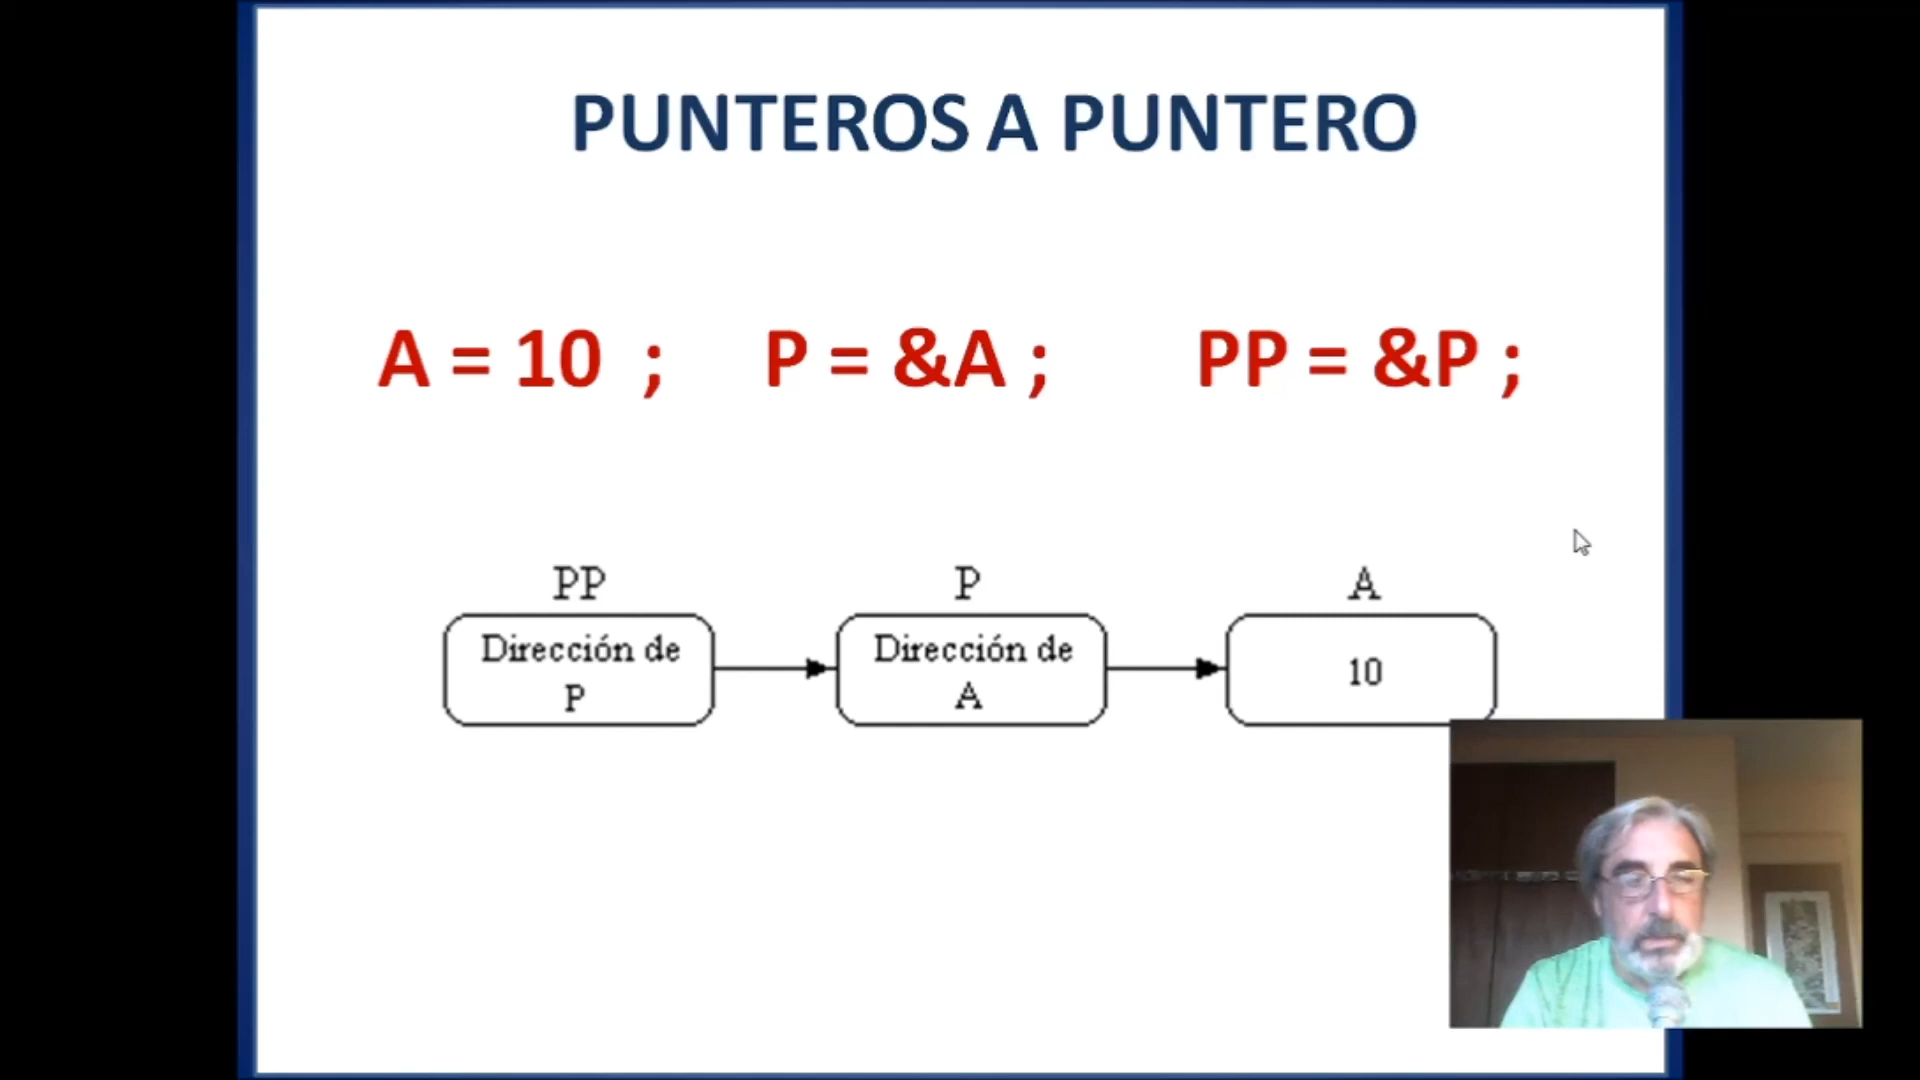 PUNTEROS A PUNTERO
A = 10 ; P = &A ; PP = &P ;
PP P A
Dirección de P
Dirección de A
10